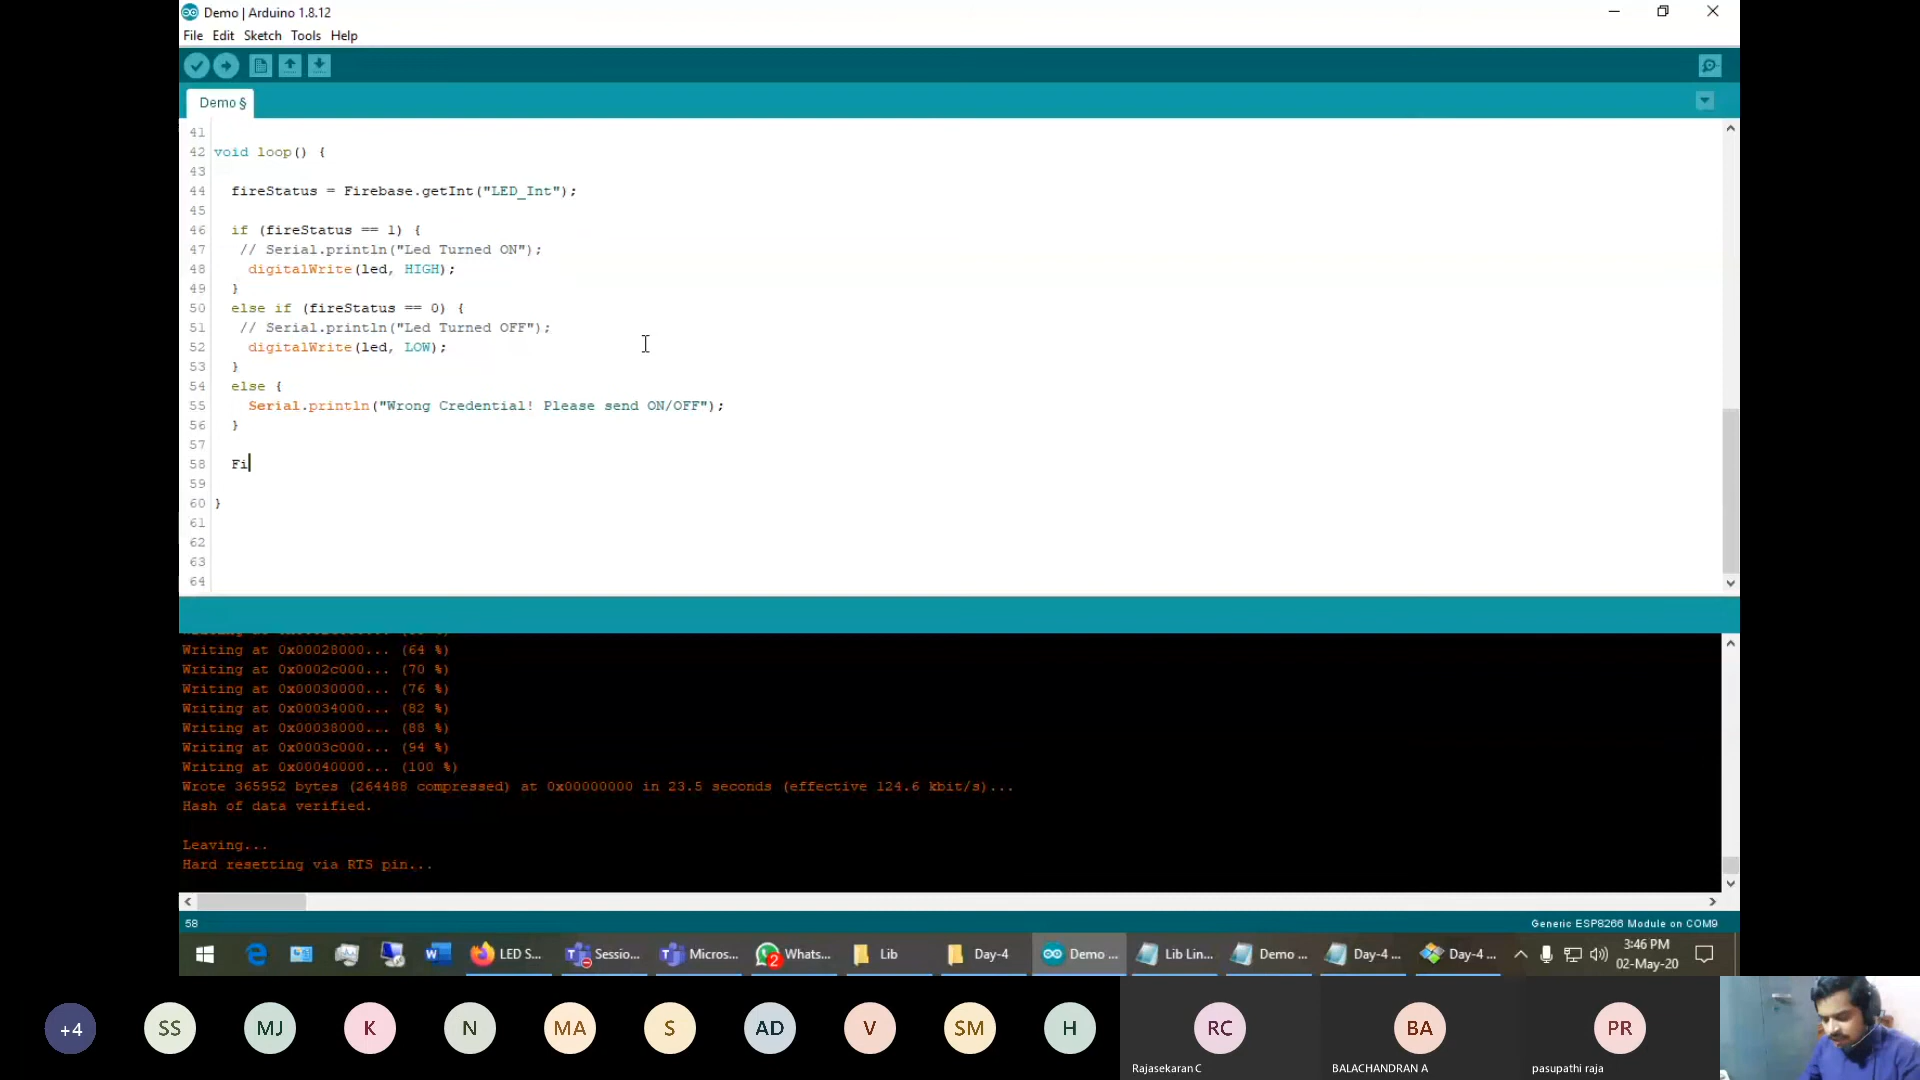 Demo | Arduino 1.8.12
File Edit Sketch Tools Help
Demo §
41
42 void loop() {
43
44 fireStatus = Firebase.getInt("LED_Int");
45
46 if (fireStatus == 1) {
47 // Serial.println("Led Turned ON");
48 digitalWrite(led, HIGH);
49 }
50 else if (fireStatus == 0) {
51 // Serial.println("Led Turned OFF");
52 digitalWrite(led, LOW);
53 }
54 else {
55 Serial.println("Wrong Credential! Please send ON/OFF");
56 }
57
58 Fi
59
60 }
61
62
63
64
Writing at 0x00028000... (64 %)
Writing at 0x0002c000... (70 %)
Writing at 0x00030000... (76 %)
Writing at 0x00034000... (82 %)
Writing at 0x00038000... (88 %)
Writing at 0x0003c000... (94 %)
Writing at 0x00040000... (100 %)
Wrote 365952 bytes (264488 compressed) at 0x00000000 in 23.5 seconds (effective 124.6 kbit/s)...
Hash of data verified.
Leaving...
Hard resetting via RTS pin...
58 Generic ESP8266 Module on COM9
LED S... Sessio... Micros... 2 Whats... Lib Day-4 Demo ... Lib Lin... Demo ... Day-4 ... Day-4 ... 3:46 PM
02-May-20
+4 SS MJ K N MA S AD V SM H RC BA PR
Rajasekaran C BALACHANDRAN A pasupathi raja